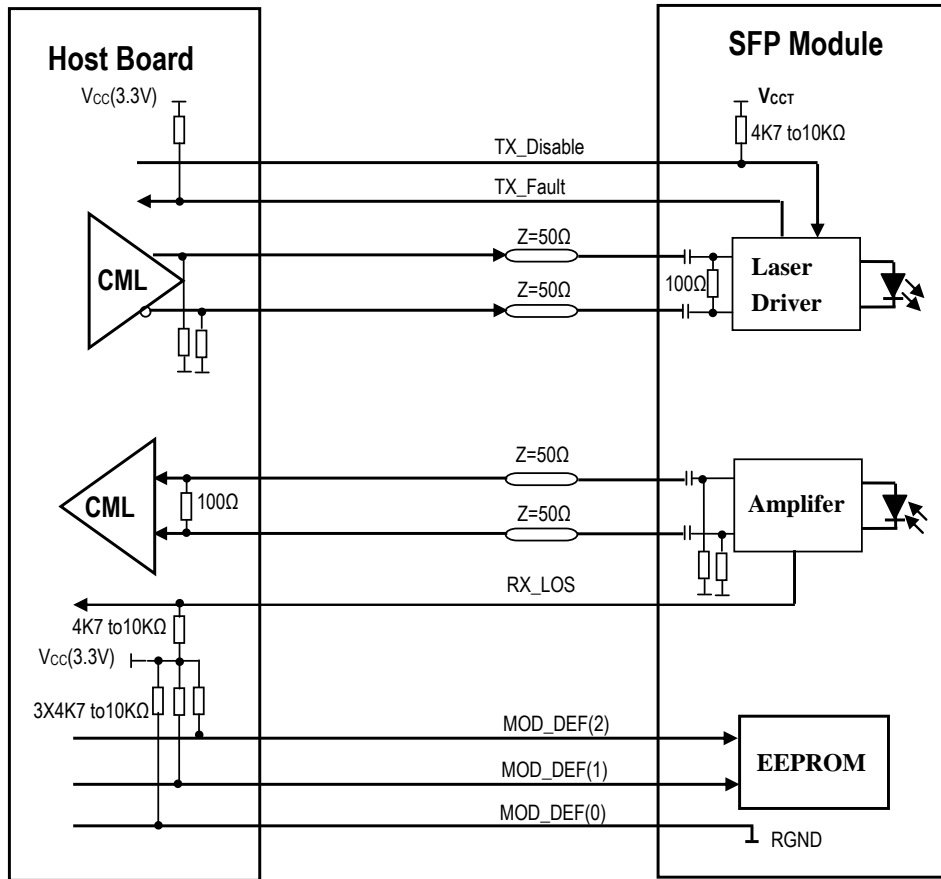 Host Board
SFP Module
Vcc(3.3V)
VCCT
4K7 to10KΩ
TX_Disable
TX_Fault
CML
Z=50Ω
Z=50Ω
100Ω
Laser
Driver
CML
100Ω
Z=50Ω
Z=50Ω
Amplifer
RX_LOS
4K7 to10KΩ
Vcc(3.3V)
3X4K7 to10KΩ
MOD_DEF(2)
MOD_DEF(1)
MOD_DEF(0)
EEPROM
RGND